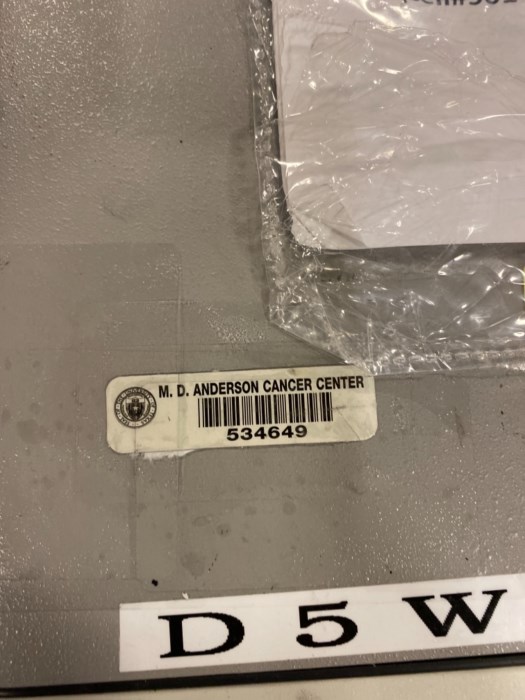 M. D. ANDERSON CANCER CENTER
534649
D 5 W